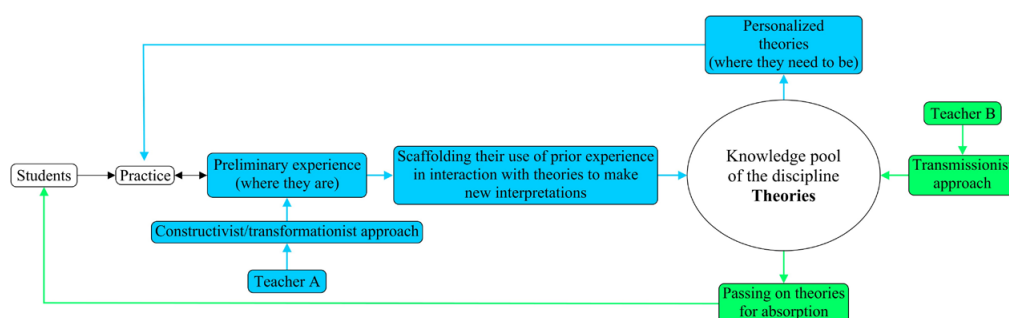 Personalized
theories
(where they need to be)
Teacher B
Students
Practice
Preliminary experience
(where they are)
Scaffolding their use of prior experience
in interaction with theories to make
new interpretations
Knowledge pool
of the discipline
Theories
Transmissionis
approach
Constructivist/transformationist approach
Teacher A
Passing on theories
for absorption